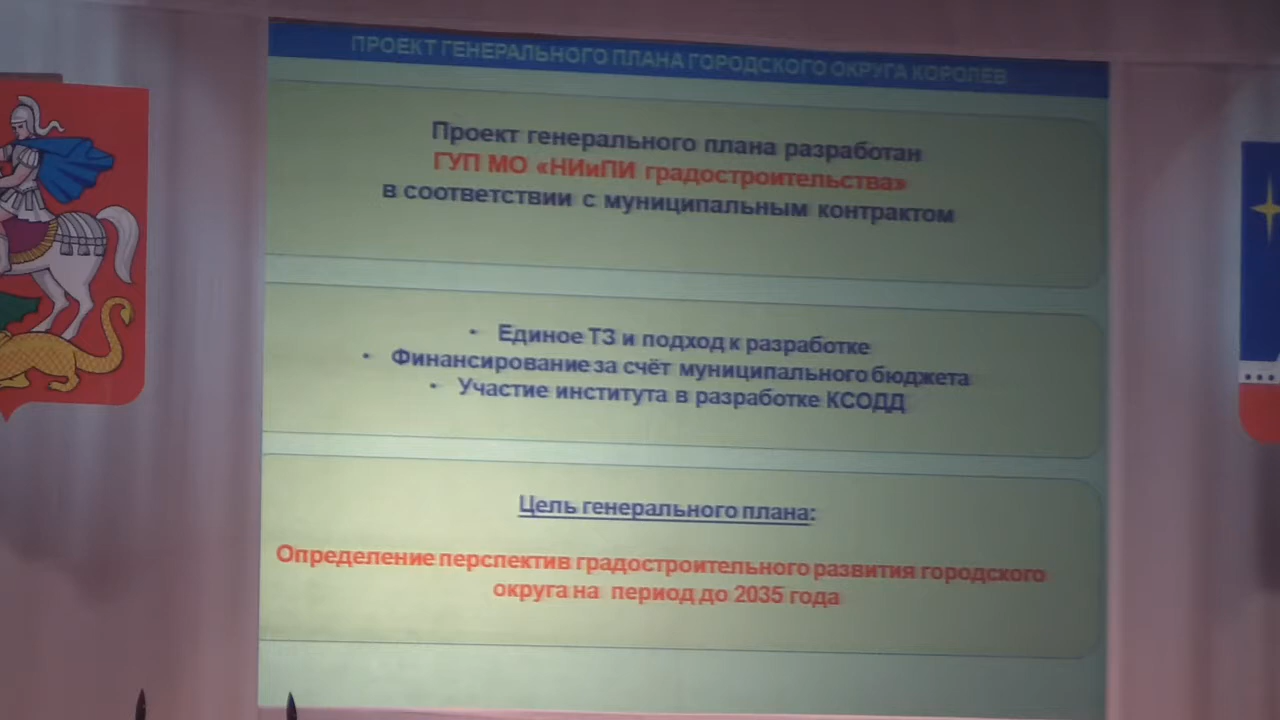 ПРОЕКТ ГЕНЕРАЛЬНОГО ПЛАНА ГОРОДСКОГО ОКРУГА КОРОЛЕВ
Проект генерального плана разработан
ГУП МО «НИиПИ градостроительства»
в соответствии с муниципальным контрактом
• Единое ТЗ и подход к разработке
• Финансирование за счёт муниципального бюджета
• Участие института в разработке КСОДД
Цель генерального плана:
Определение перспектив градостроительного развития городского
округа на период до 2035 года